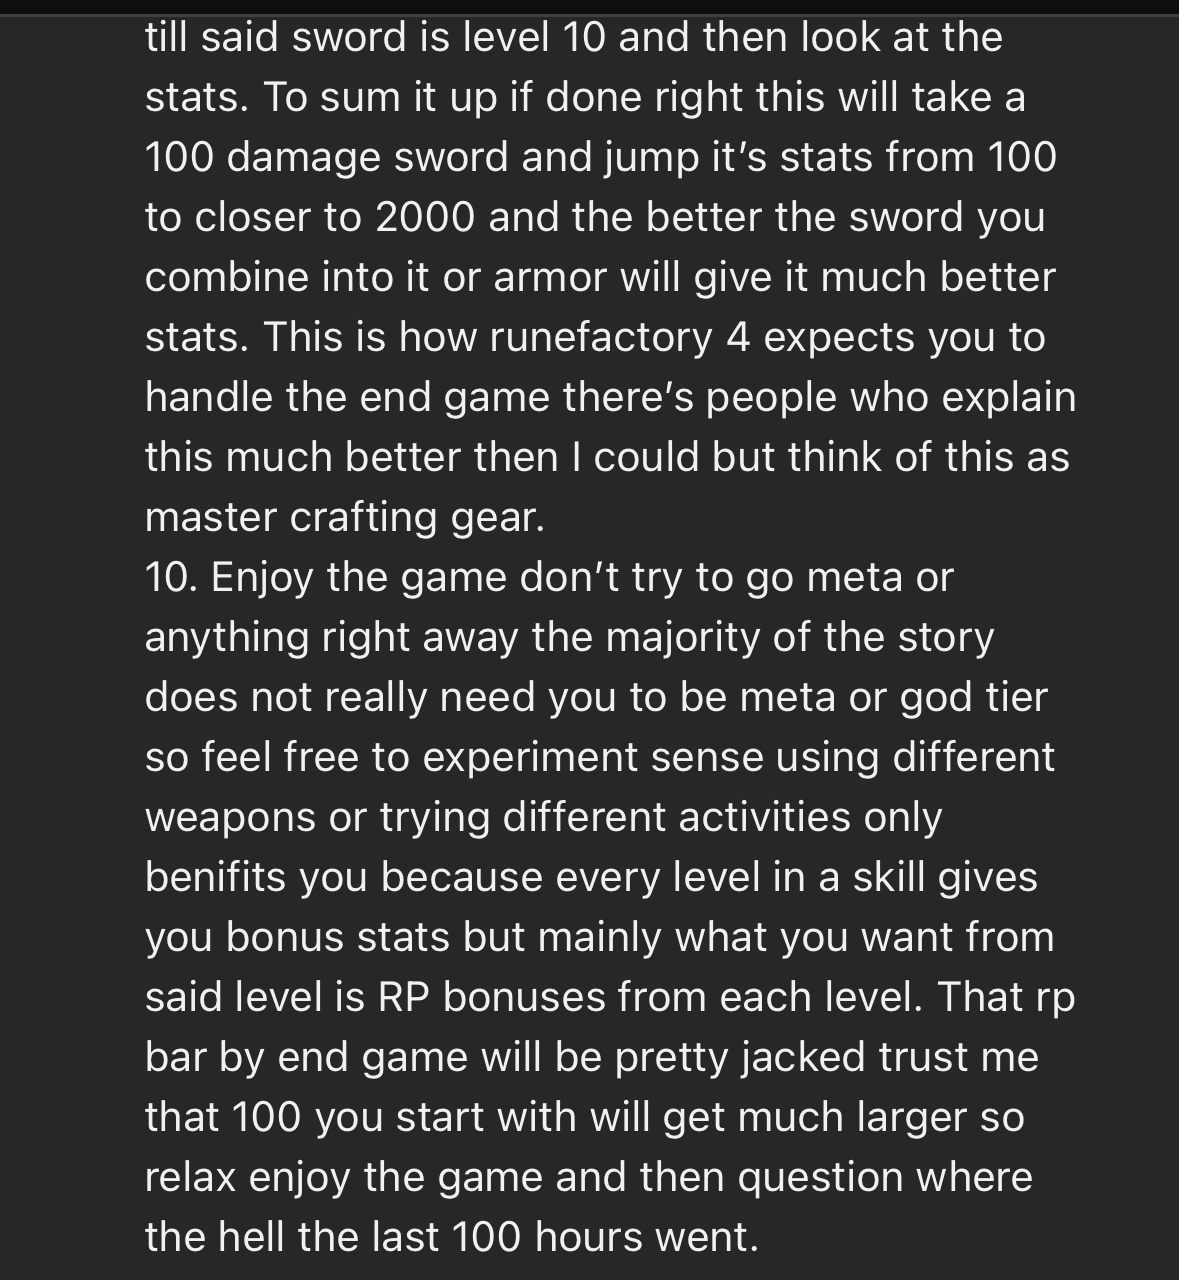 till said sword is level 10 and then look at the
stats. To sum it up if done right this will take a
100 damage sword and jump it’s stats from 100
to closer to 2000 and the better the sword you
combine into it or armor will give it much better
stats. This is how runefactory 4 expects you to
handle the end game there’s people who explain
this much better then I could but think of this as
master crafting gear.
10. Enjoy the game don’t try to go meta or
anything right away the majority of the story
does not really need you to be meta or god tier
so feel free to experiment sense using different
weapons or trying different activities only
benifits you because every level in a skill gives
you bonus stats but mainly what you want from
said level is RP bonuses from each level. That rp
bar by end game will be pretty jacked trust me
that 100 you start with will get much larger so
relax enjoy the game and then question where
the hell the last 100 hours went.